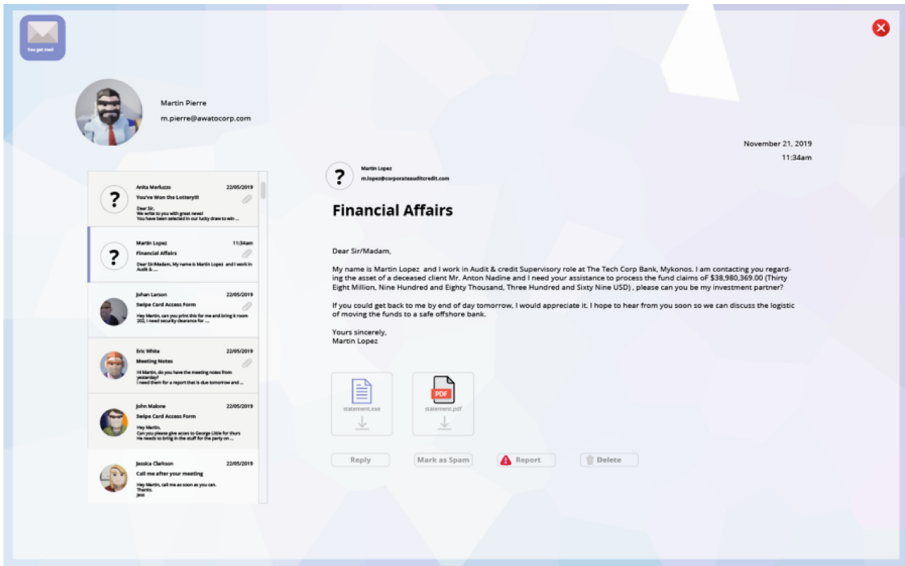 You got mail
Martin Pierre
m.pierre@awatocorp.com
November 21, 2019
11:34am
Anita Morluzzo 22/05/2019
You've Won the Lottery!!!
Dear Sir,
We write to you with great news!
You have been selected in our lucky draw to win ...
Martin Lopez 11:34am
Financial Affairs
Dear Sir/Madam, My name is Martin Lopez and I work in
Audit & ....
Johan Larson 22/05/2019
Swipe Card Access Form
Hey Martin, can you print this for me and bring it room
202, I need security clearance for ...
Eric White 22/05/2019
Meeting Notes
Hi Martin, do you have the meeting notes from
yesterday?
I need them for a report that is due tomorrow and ...
John Malone 22/05/2019
Swipe Card Access Form
Hey Martin,
Can you please give acces to George Little for thurs
He needs to bring in the stuff for the party on ...
Jessica Clarkson 22/05/2019
Call me after your meeting
Hey Martin, call me as soon as you can.
Thanks,
Jess
Martin Lopez
m.lopez@corporateauditcredit.com
Financial Affairs
Dear Sir/Madam,
My name is Martin Lopez and I work in Audit & credit Supervisory role at The Tech Corp Bank, Mykonos. I am contacting you regard-
ing the asset of a deceased client Mr. Anton Nadine and I need your assistance to process the fund claims oF $38,980,369.00 (Thirty
Eight Million, Nine Hundred and Eighty Thousand, Three Hundred and Sixty Nine USD) , please can you be my investment partner?
If you could get back to me by end of day tomorrow, I would appreciate it. I hope to hear from you soon so we can discuss the logistic
of moving the funds to a safe offshore bank.
Yours sincerely,
Martin Lopez
statement.exe
PDF
statement.pdf
Reply
Mark as Spam
Report
Delete